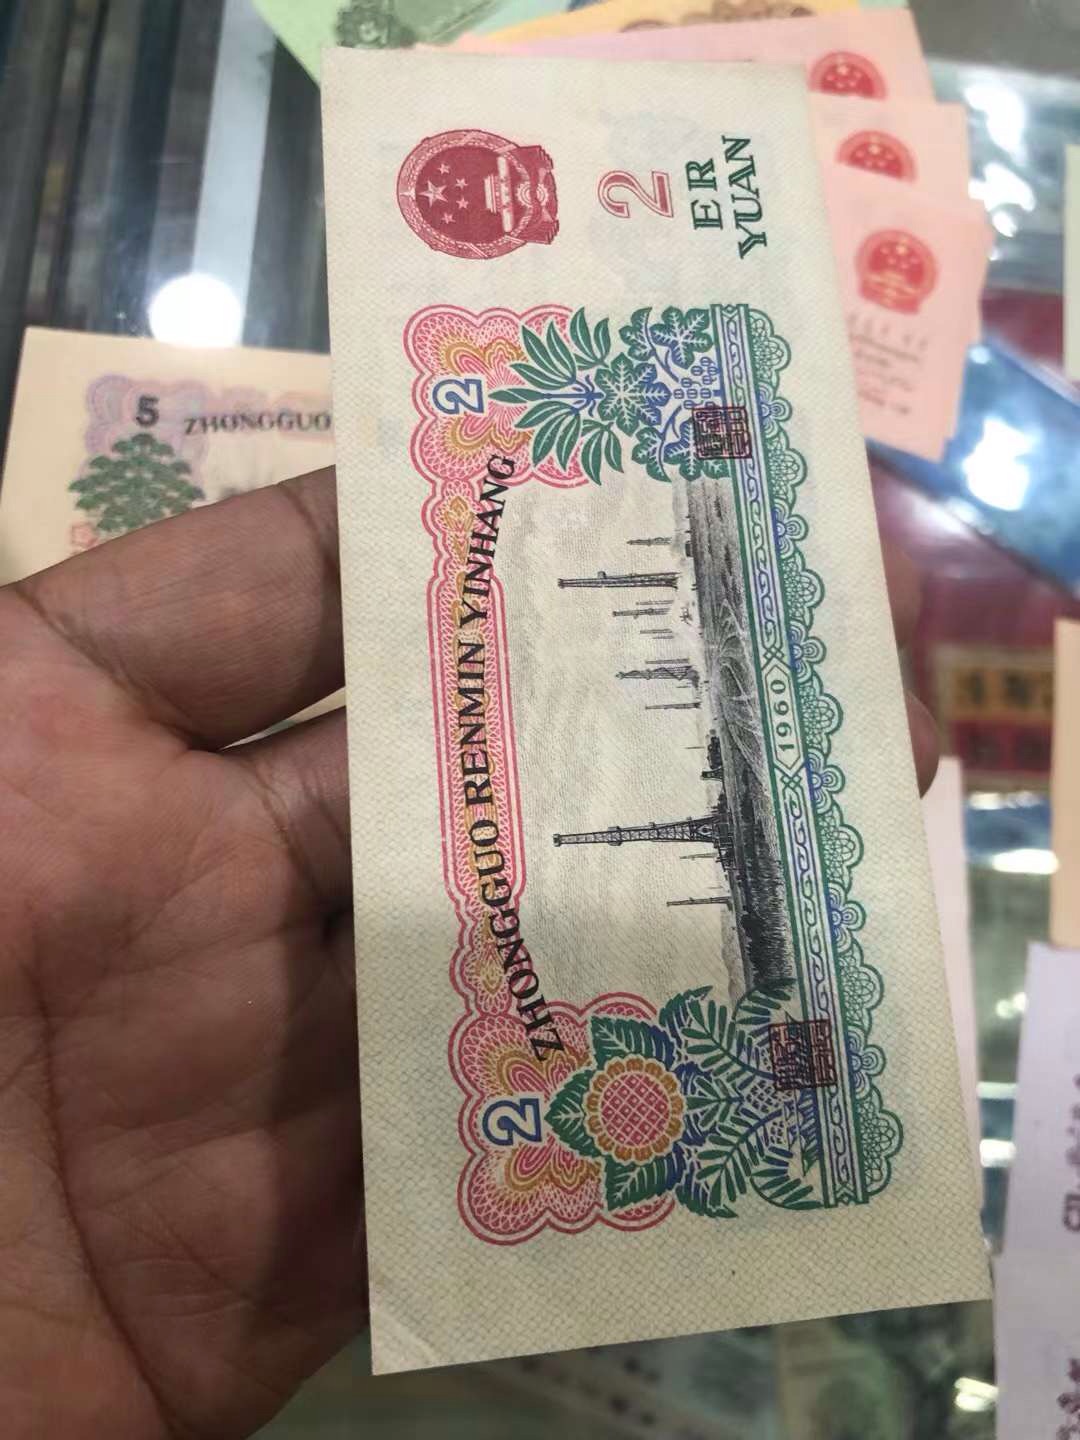 2
ER
YUAN
2
ZHONGGUO RENMIN YINHANG
2
1960
5
ZHONGGUO